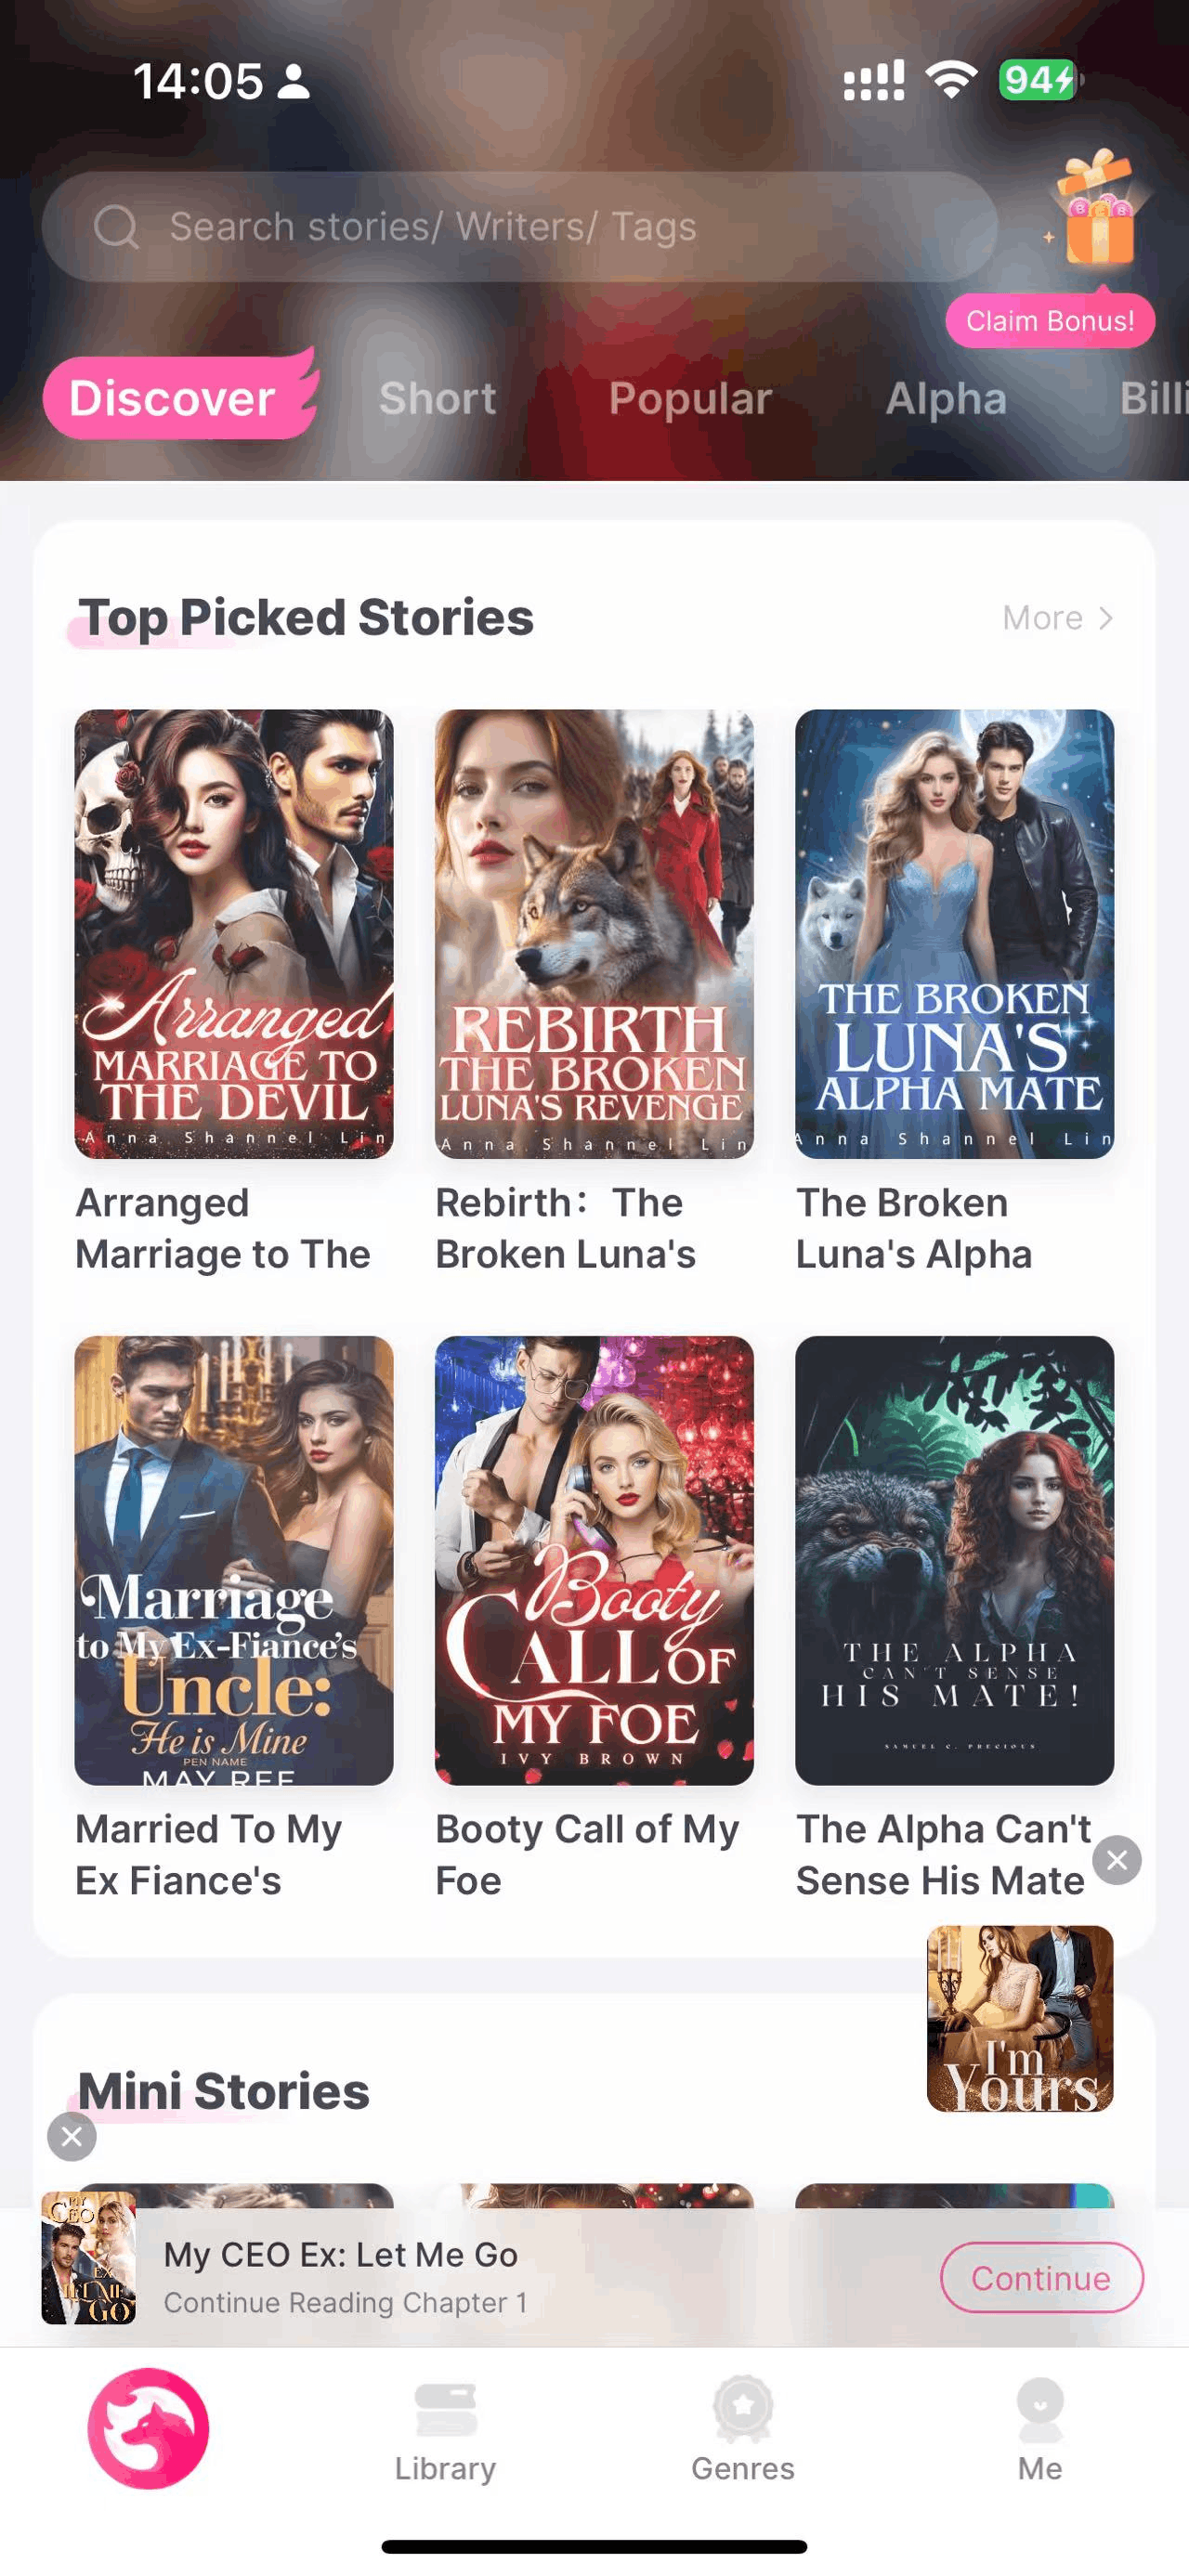 14:05
94
Search stories/ Writers/ Tags
Claim Bonus!
Discover Short Popular Alpha Billi
Top Picked Stories
More
Arranged
MARRIAGE TO
THE DEVIL
Anna Shannel Lin
REBIRTH
THE BROKEN
LUNA'S REVENGE
Anna Shannel Lin
THE BROKEN
LUNA'S
ALPHA MATE
Anna Shannel Lin
Arranged
Marriage to The
Rebirth: The
Broken Luna's
The Broken
Luna's Alpha
Marriage
to My Ex-Fiance's
Uncle:
He is Mine
PEN NAME
MAY REE
Booty
CALL OF
MY FOE
IVY BROWN
THE ALPHA
CAN'T SENSE
HIS MATE!
SAMUEL C. PRECIOUS
Married To My
Ex Fiance's
Booty Call of My
Foe
The Alpha Can't
Sense His Mate
I'm
Yours
Mini Stories
MY
CEO
EX
LET ME
GO
My CEO Ex: Let Me Go
Continue Reading Chapter 1
Continue
Library
Genres
Me